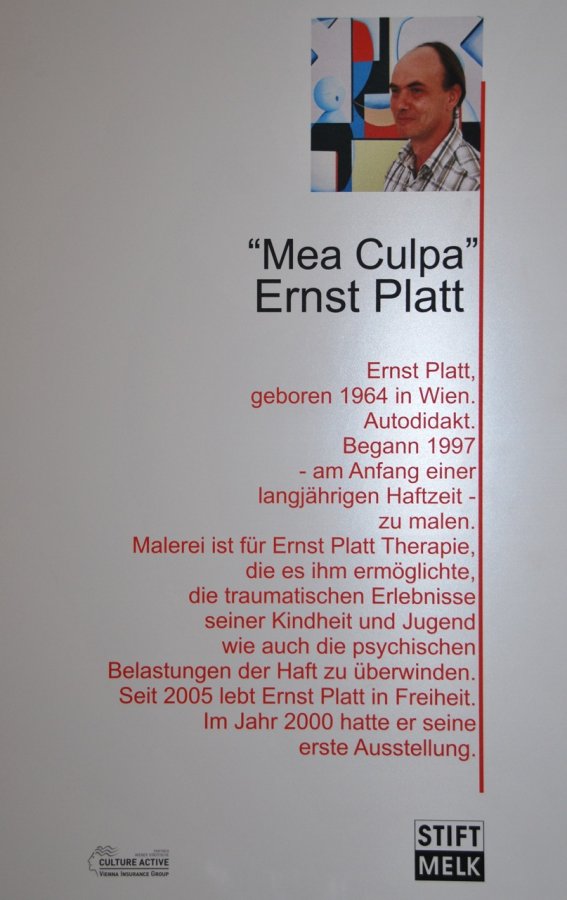 “Mea Culpa”
Ernst Platt
Ernst Platt,
geboren 1964 in Wien.
Autodidakt.
Begann 1997
- am Anfang einer
langjährigen Haftzeit -
zu malen.
Malerei ist für Ernst Platt Therapie,
die es ihm ermöglichte,
die traumatischen Erlebnisse
seiner Kindheit und Jugend
wie auch die psychischen
Belastungen der Haft zu überwinden.
Seit 2005 lebt Ernst Platt in Freiheit.
Im Jahr 2000 hatte er seine
erste Ausstellung.
CULTURE ACTIVE
VIENNA INSURANCE GROUP
STIFT
MELK